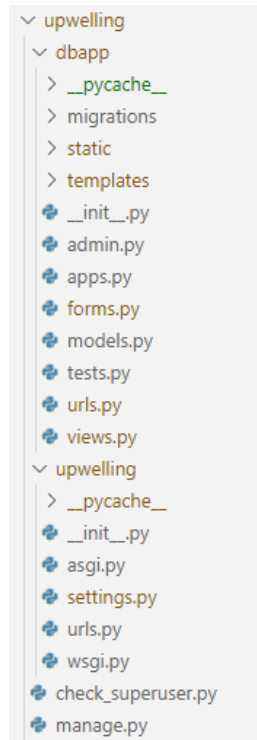 upwelling
dbapp
__pycache__
migrations
static
templates
__init__.py
admin.py
apps.py
forms.py
models.py
tests.py
urls.py
views.py
upwelling
__pycache__
__init__.py
asgi.py
settings.py
urls.py
wsgi.py
check_superuser.py
manage.py